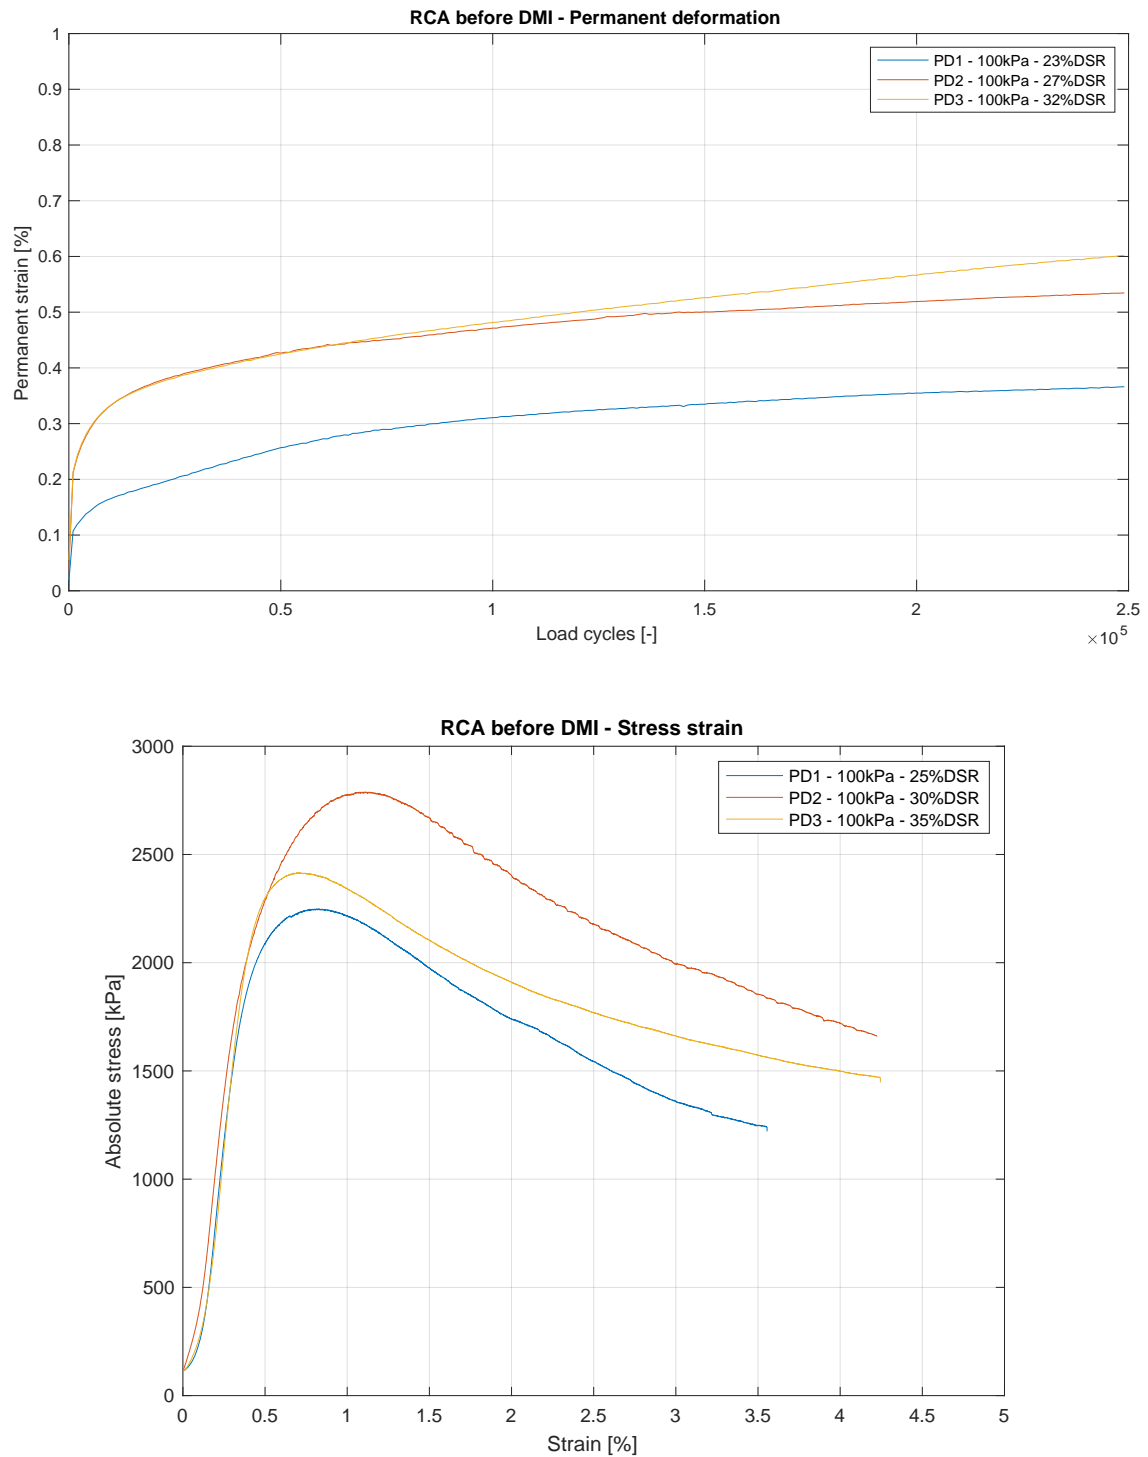 RCA before DMI - Permanent deformation
PD1 - 100kPa - 23%DSR
PD2 - 100kPa - 27%DSR
PD3 - 100kPa - 32%DSR
Permanent strain [%]
1
0.9
0.8
0.7
0.6
0.5
0.4
0.3
0.2
0.1
0
0 0.5 1 1.5 2 2.5
Load cycles [-]
×10^5
RCA before DMI - Stress strain
PD1 - 100kPa - 25%DSR
PD2 - 100kPa - 30%DSR
PD3 - 100kPa - 35%DSR
Absolute stress [kPa]
3000
2500
2000
1500
1000
500
0
0 0.5 1 1.5 2 2.5 3 3.5 4 4.5 5
Strain [%]